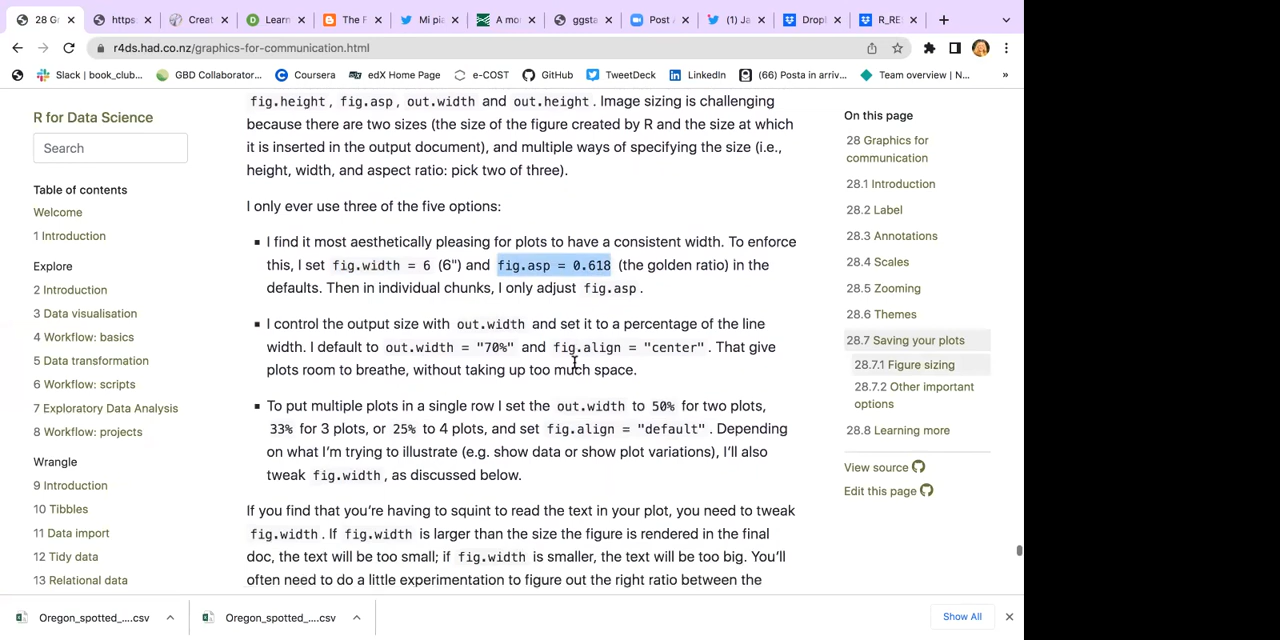 28 Gr
https:
Creat
Learn
The F
Mi pia
A mo
ggsta
Post A
(1) Ja
Dropl
R_RE
r4ds.had.co.nz/graphics-for-communication.html
Slack | book_club...
GBD Collaborator...
Coursera
edX Home Page
e-COST
GitHub
TweetDeck
LinkedIn
(66) Posta in arriv...
Team overview | N...
»
R for Data Science
Search
Table of contents
Welcome
1 Introduction
Explore
2 Introduction
3 Data visualisation
4 Workflow: basics
5 Data transformation
6 Workflow: scripts
7 Exploratory Data Analysis
8 Workflow: projects
Wrangle
9 Introduction
10 Tibbles
11 Data import
12 Tidy data
13 Relational data
fig.height, fig.asp, out.width and out.height. Image sizing is challenging
because there are two sizes (the size of the figure created by R and the size at which
it is inserted in the output document), and multiple ways of specifying the size (i.e.,
height, width, and aspect ratio: pick two of three).
I only ever use three of the five options:
▪ I find it most aesthetically pleasing for plots to have a consistent width. To enforce
this, I set fig.width = 6 (6") and fig.asp = 0.618 (the golden ratio) in the
defaults. Then in individual chunks, I only adjust fig.asp.
▪ I control the output size with out.width and set it to a percentage of the line
width. I default to out.width = "70%" and fig.align = "center". That give
plots room to breathe, without taking up too much space.
▪ To put multiple plots in a single row I set the out.width to 50% for two plots,
33% for 3 plots, or 25% to 4 plots, and set fig.align = "default". Depending
on what I'm trying to illustrate (e.g. show data or show plot variations), I'll also
tweak fig.width, as discussed below.
If you find that you're having to squint to read the text in your plot, you need to tweak
fig.width. If fig.width is larger than the size the figure is rendered in the final
doc, the text will be too small; if fig.width is smaller, the text will be too big. You'll
often need to do a little experimentation to figure out the right ratio between the
On this page
28 Graphics for
communication
28.1 Introduction
28.2 Label
28.3 Annotations
28.4 Scales
28.5 Zooming
28.6 Themes
28.7 Saving your plots
28.7.1 Figure sizing
28.7.2 Other important
options
28.8 Learning more
View source
Edit this page
Oregon_spotted_....csv
Oregon_spotted_....csv
Show All